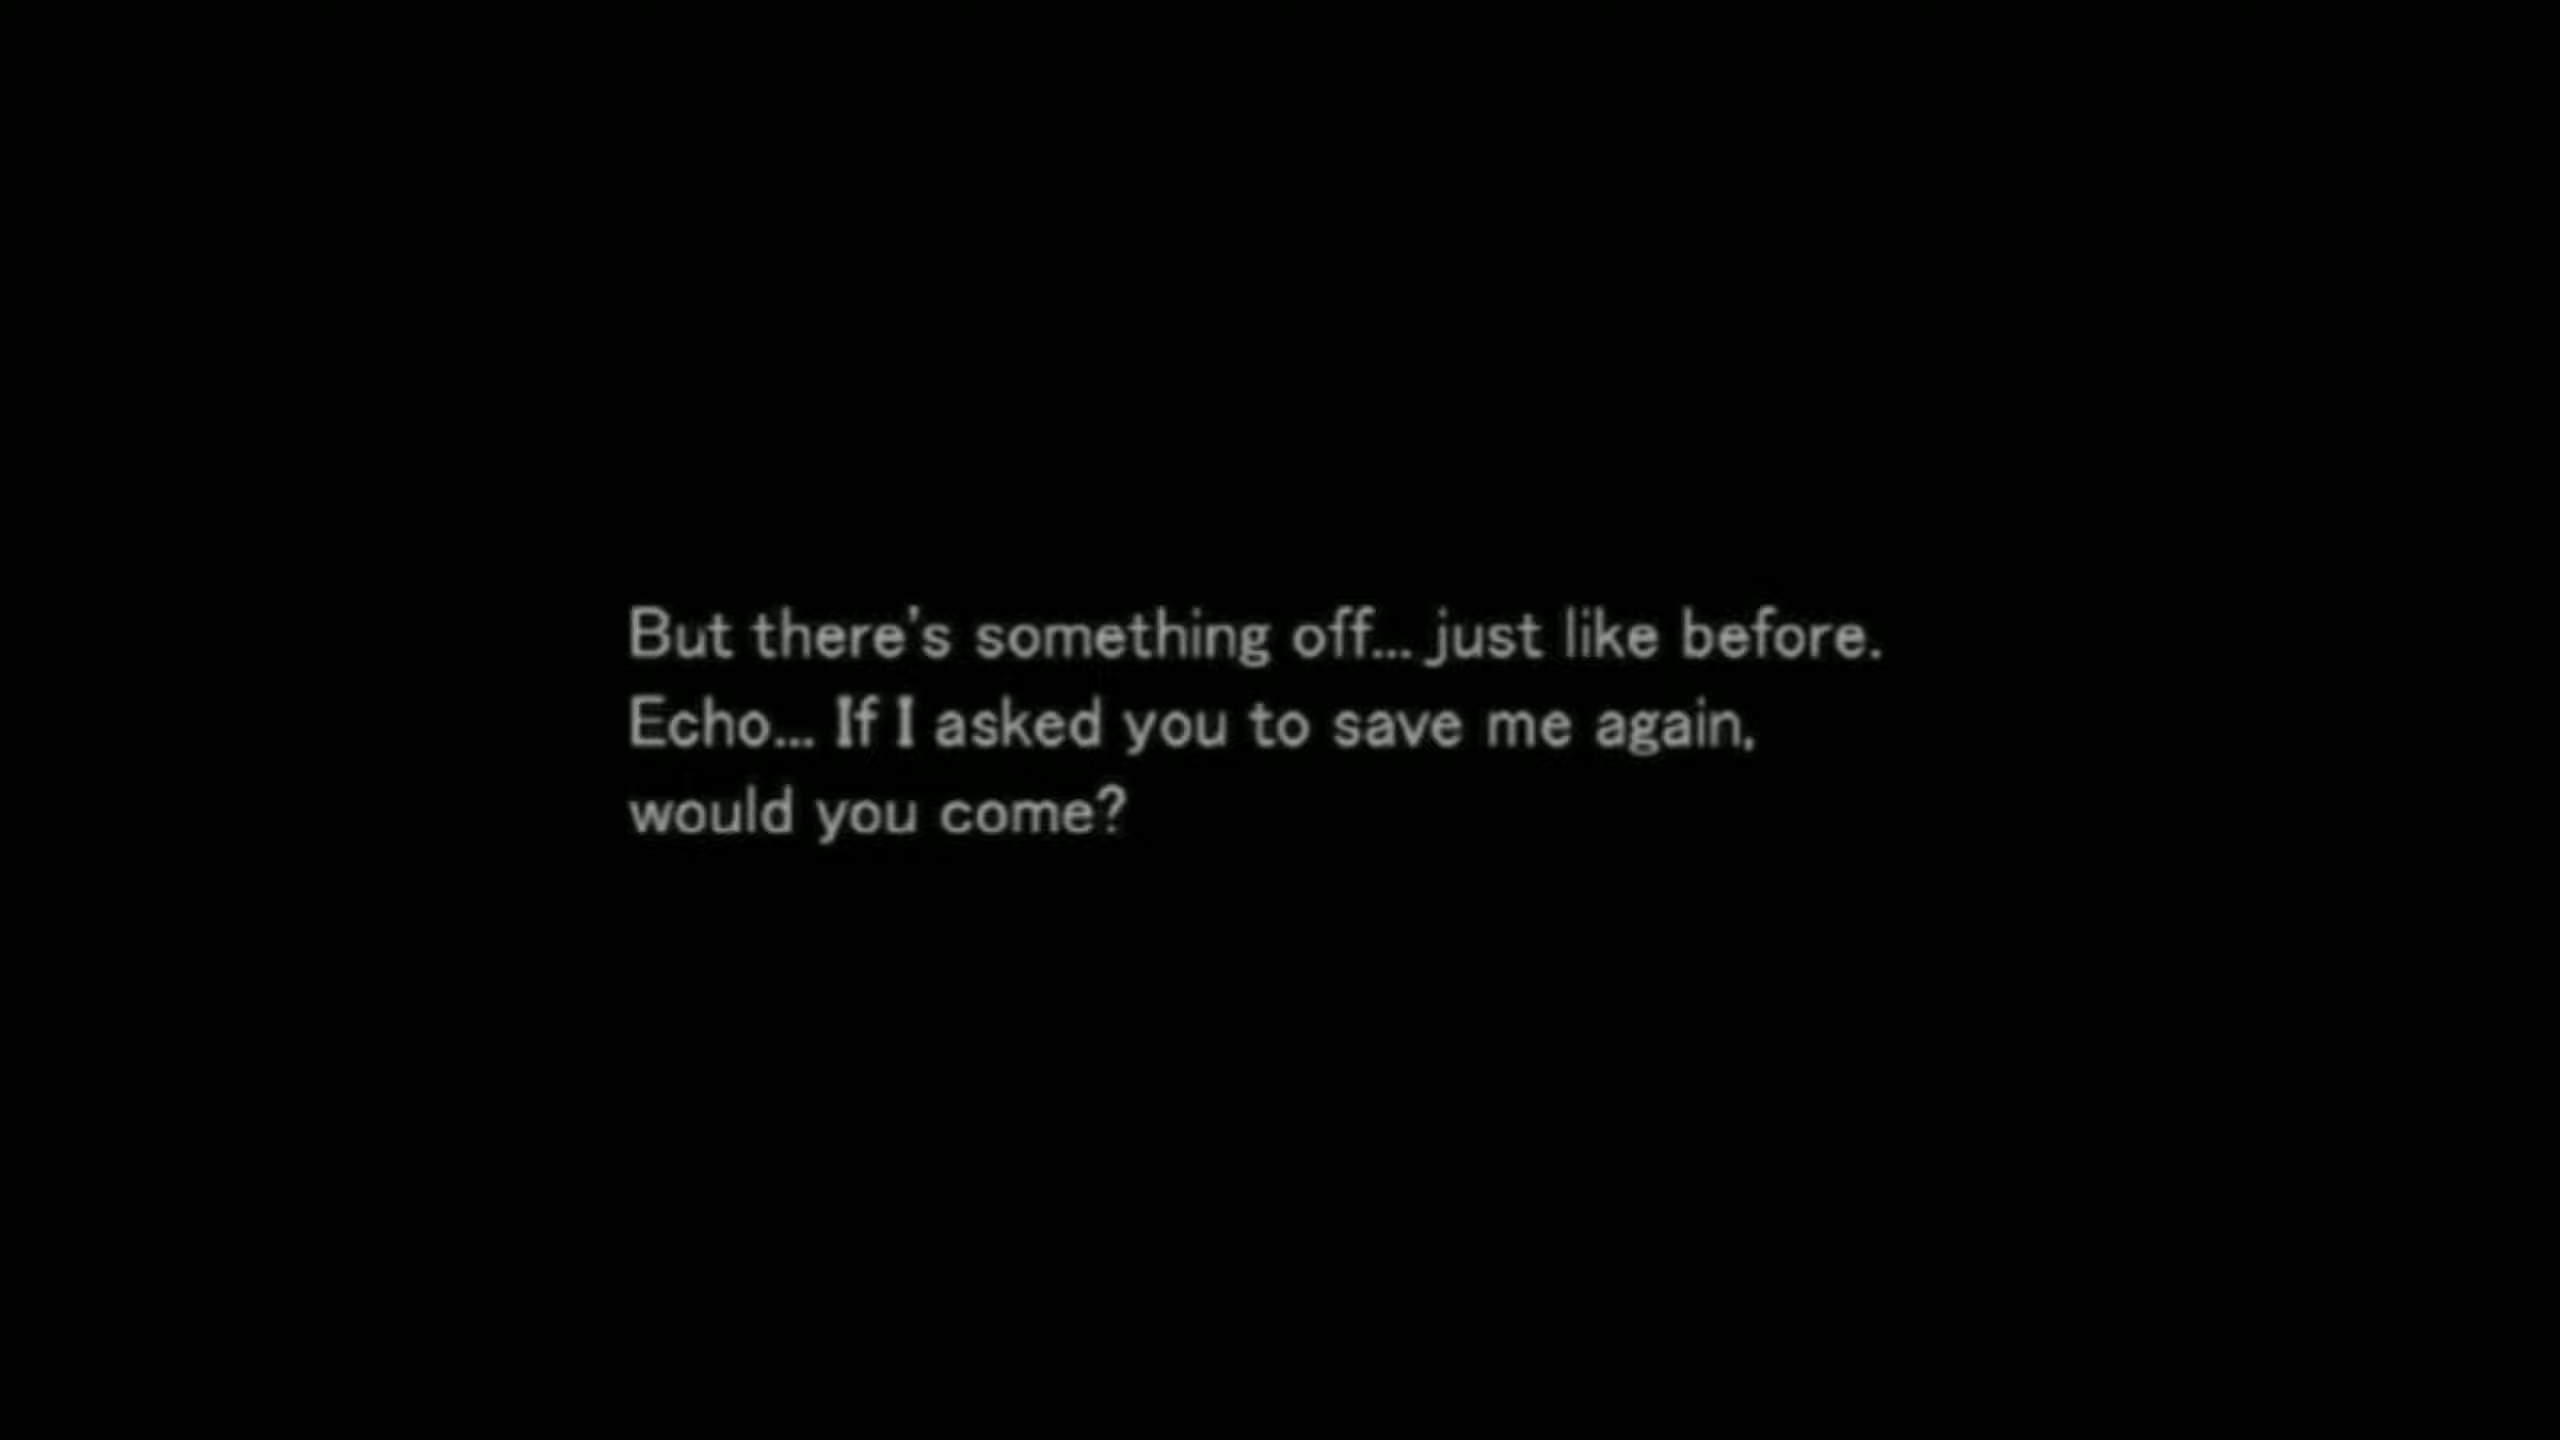 But there's something off... just like before.
Echo... If I asked you to save me again,
would you come?